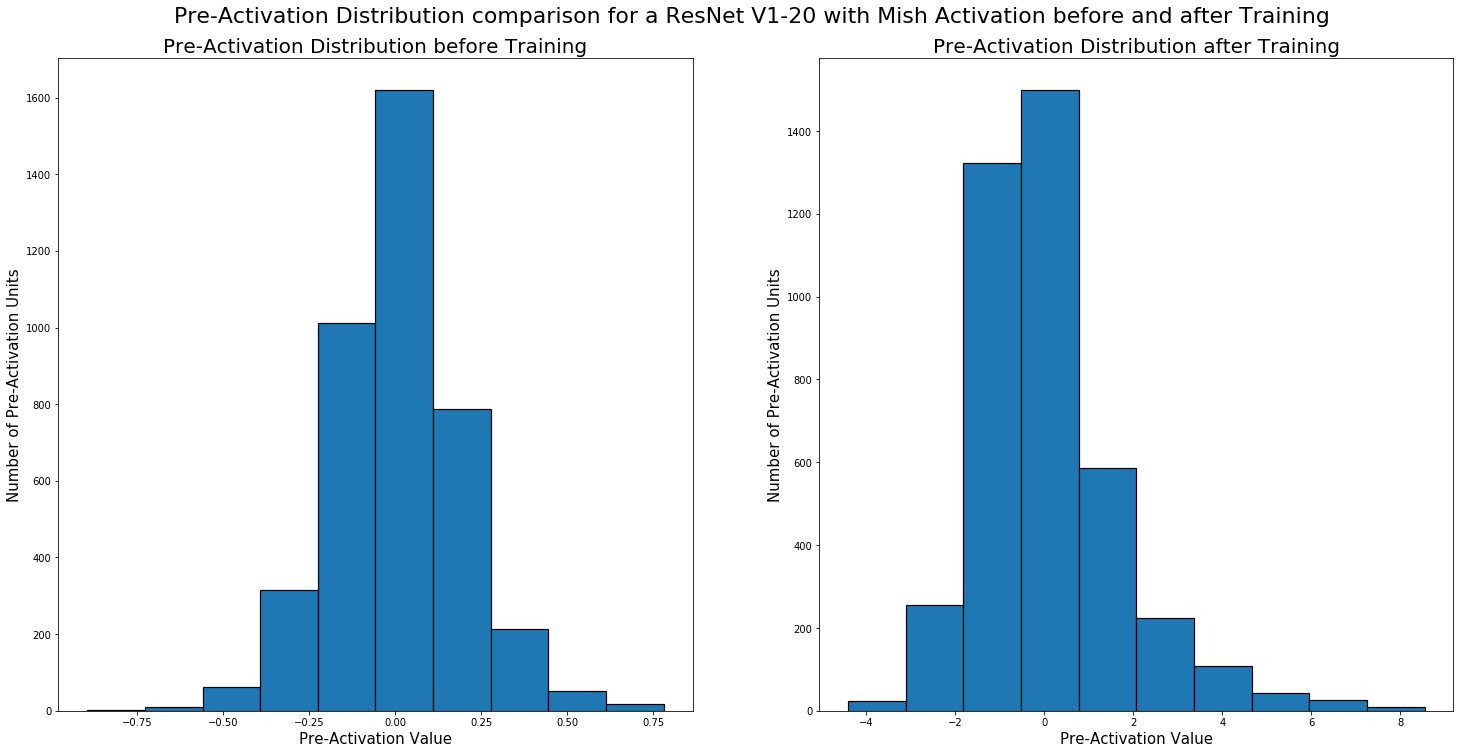 Pre-Activation Distribution comparison for a ResNet V1-20 with Mish Activation before and after Training
Pre-Activation Distribution before Training
Number of Pre-Activation Units
1600
1400
1200
1000
800
600
400
200
0
−0.75 −0.50 −0.25 0.00 0.25 0.50 0.75
Pre-Activation Value
Pre-Activation Distribution after Training
Number of Pre-Activation Units
1400
1200
1000
800
600
400
200
0
−4 −2 0 2 4 6 8
Pre-Activation Value